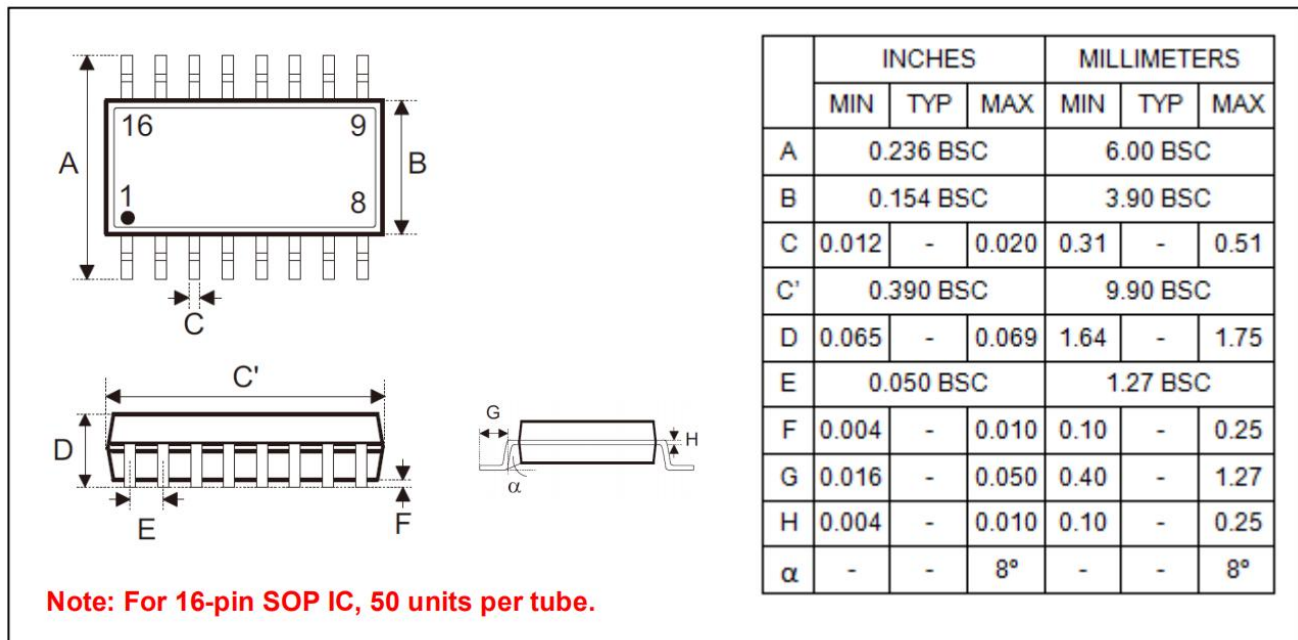 A
16 9
1 8
B
C
C'
D
E
F
G
H
α
Note: For 16-pin SOP IC, 50 units per tube.
INCHES MILLIMETERS
MIN TYP MAX MIN TYP MAX
A 0.236 BSC 6.00 BSC
B 0.154 BSC 3.90 BSC
C 0.012 - 0.020 0.31 - 0.51
C' 0.390 BSC 9.90 BSC
D 0.065 - 0.069 1.64 - 1.75
E 0.050 BSC 1.27 BSC
F 0.004 - 0.010 0.10 - 0.25
G 0.016 - 0.050 0.40 - 1.27
H 0.004 - 0.010 0.10 - 0.25
α - - 8º - - 8º